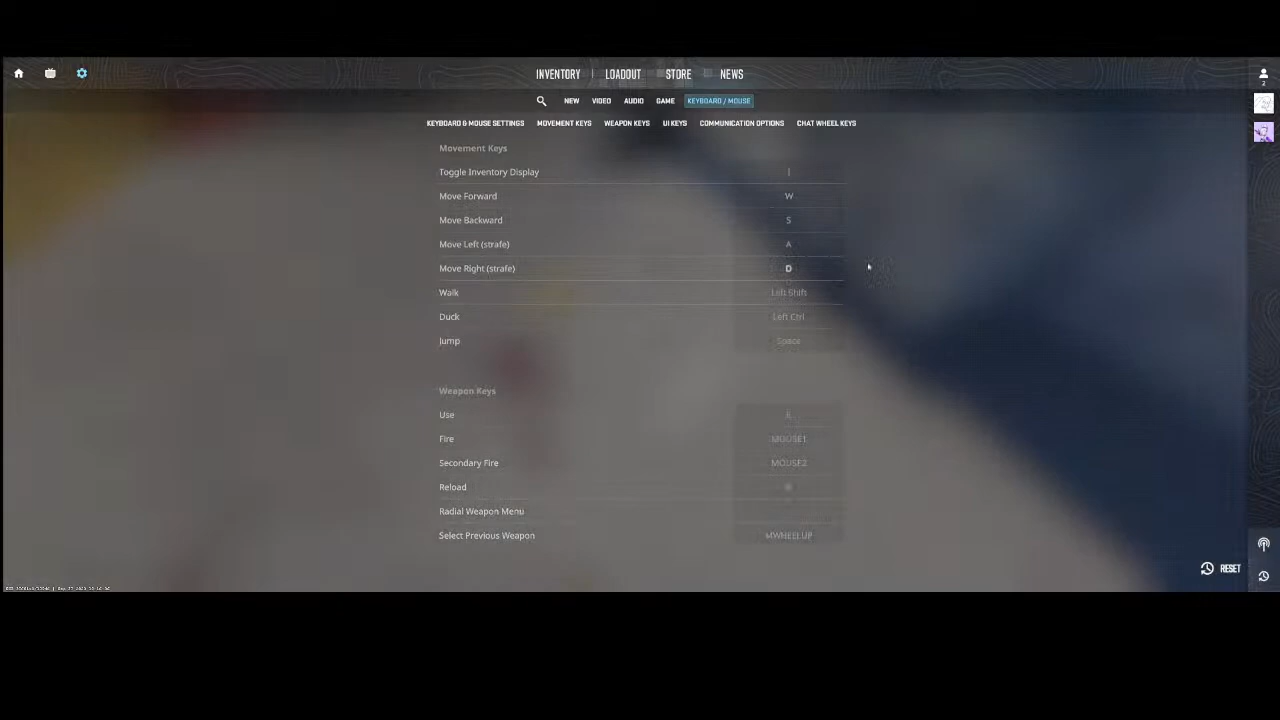 INVENTORY LOADOUT STORE NEWS
2
NEW VIDEO AUDIO GAME KEYBOARD / MOUSE
KEYBOARD & MOUSE SETTINGS MOVEMENT KEYS WEAPON KEYS UI KEYS COMMUNICATION OPTIONS CHAT WHEEL KEYS
Movement Keys
Toggle Inventory Display I
Move Forward W
Move Backward S
Move Left (strafe) A
Move Right (strafe) D
Walk Left Shift
Duck Left Ctrl
Jump Space
Weapon Keys
Use E
Fire MOUSE1
Secondary Fire MOUSE2
Reload
Radial Weapon Menu
Select Previous Weapon MWHEELUP
RESET